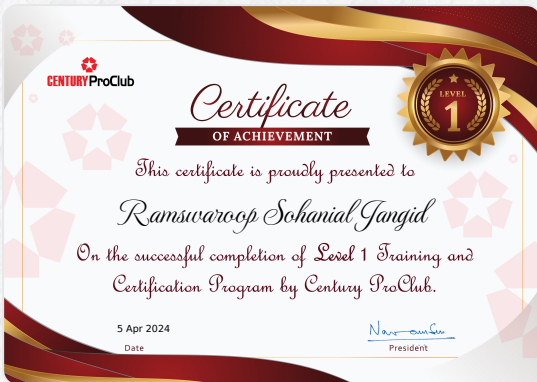 CENTURY ProClub
Certificate
OF ACHIEVEMENT
LEVEL
1
This certificate is proudly presented to
Ramswaroop Sohanial Jangid
On the successful completion of Level 1 Training and
Certification Program by Century ProClub.
5 Apr 2024
Date
President